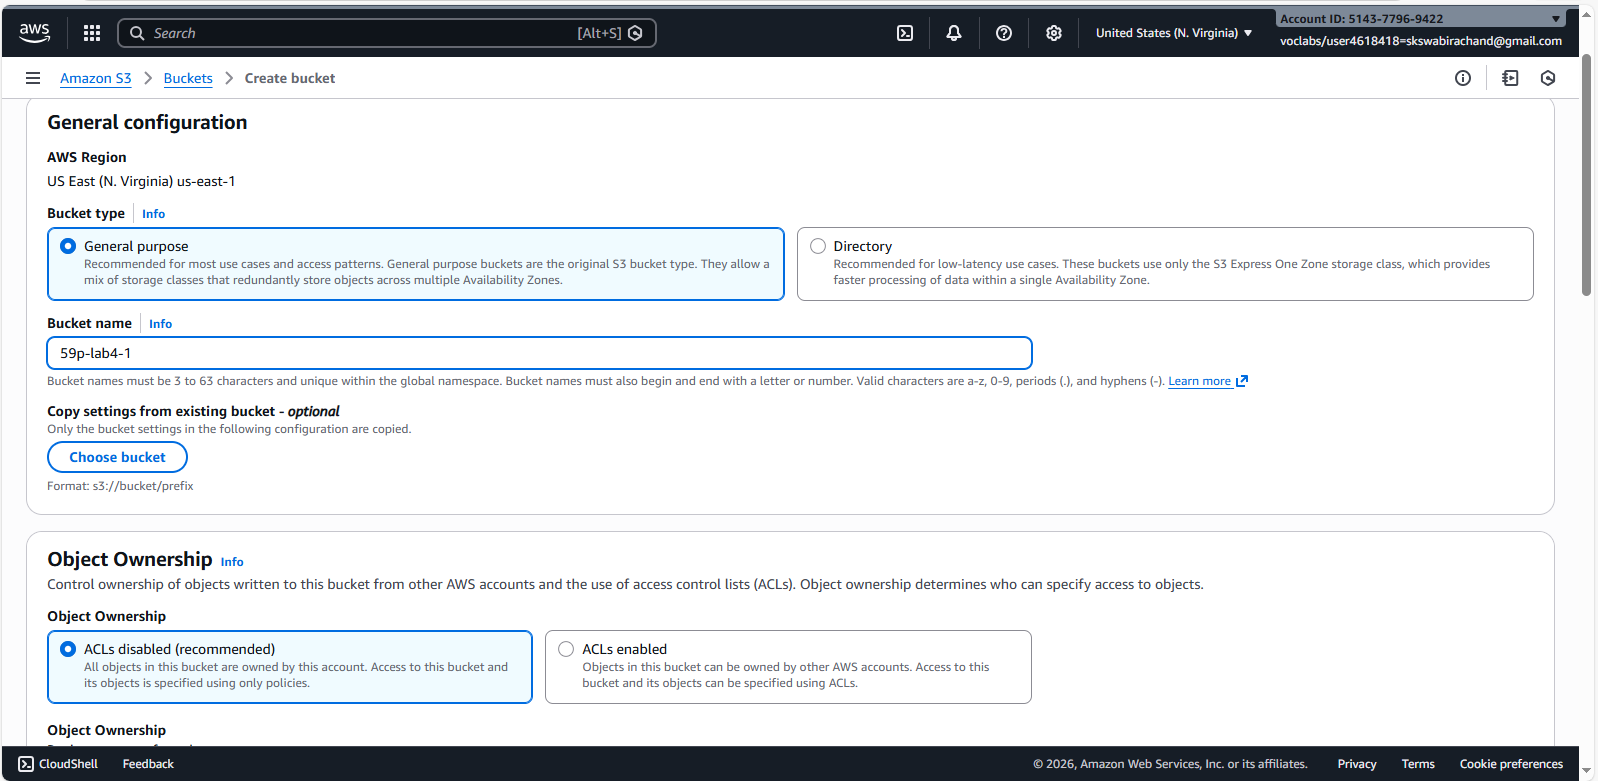 aws
Search [Alt+S]
United States (N. Virginia) ▼
Account ID: 5143-7796-9422 ▼
voclabs/user4618418=skswabirachand@gmail.com
Amazon S3 > Buckets > Create bucket
General configuration
AWS Region
US East (N. Virginia) us-east-1
Bucket type Info
General purpose
Recommended for most use cases and access patterns. General purpose buckets are the original S3 bucket type. They allow a
mix of storage classes that redundantly store objects across multiple Availability Zones.
Directory
Recommended for low-latency use cases. These buckets use only the S3 Express One Zone storage class, which provides
faster processing of data within a single Availability Zone.
Bucket name Info
59p-lab4-1
Bucket names must be 3 to 63 characters and unique within the global namespace. Bucket names must also begin and end with a letter or number. Valid characters are a-z, 0-9, periods (.), and hyphens (-). Learn more
Copy settings from existing bucket - optional
Only the bucket settings in the following configuration are copied.
Choose bucket
Format: s3://bucket/prefix
Object Ownership Info
Control ownership of objects written to this bucket from other AWS accounts and the use of access control lists (ACLs). Object ownership determines who can specify access to objects.
Object Ownership
ACLs disabled (recommended)
All objects in this bucket are owned by this account. Access to this bucket and
its objects is specified using only policies.
ACLs enabled
Objects in this bucket can be owned by other AWS accounts. Access to this
bucket and its objects can be specified using ACLs.
Object Ownership
CloudShell Feedback
© 2026, Amazon Web Services, Inc. or its affiliates. Privacy Terms Cookie preferences